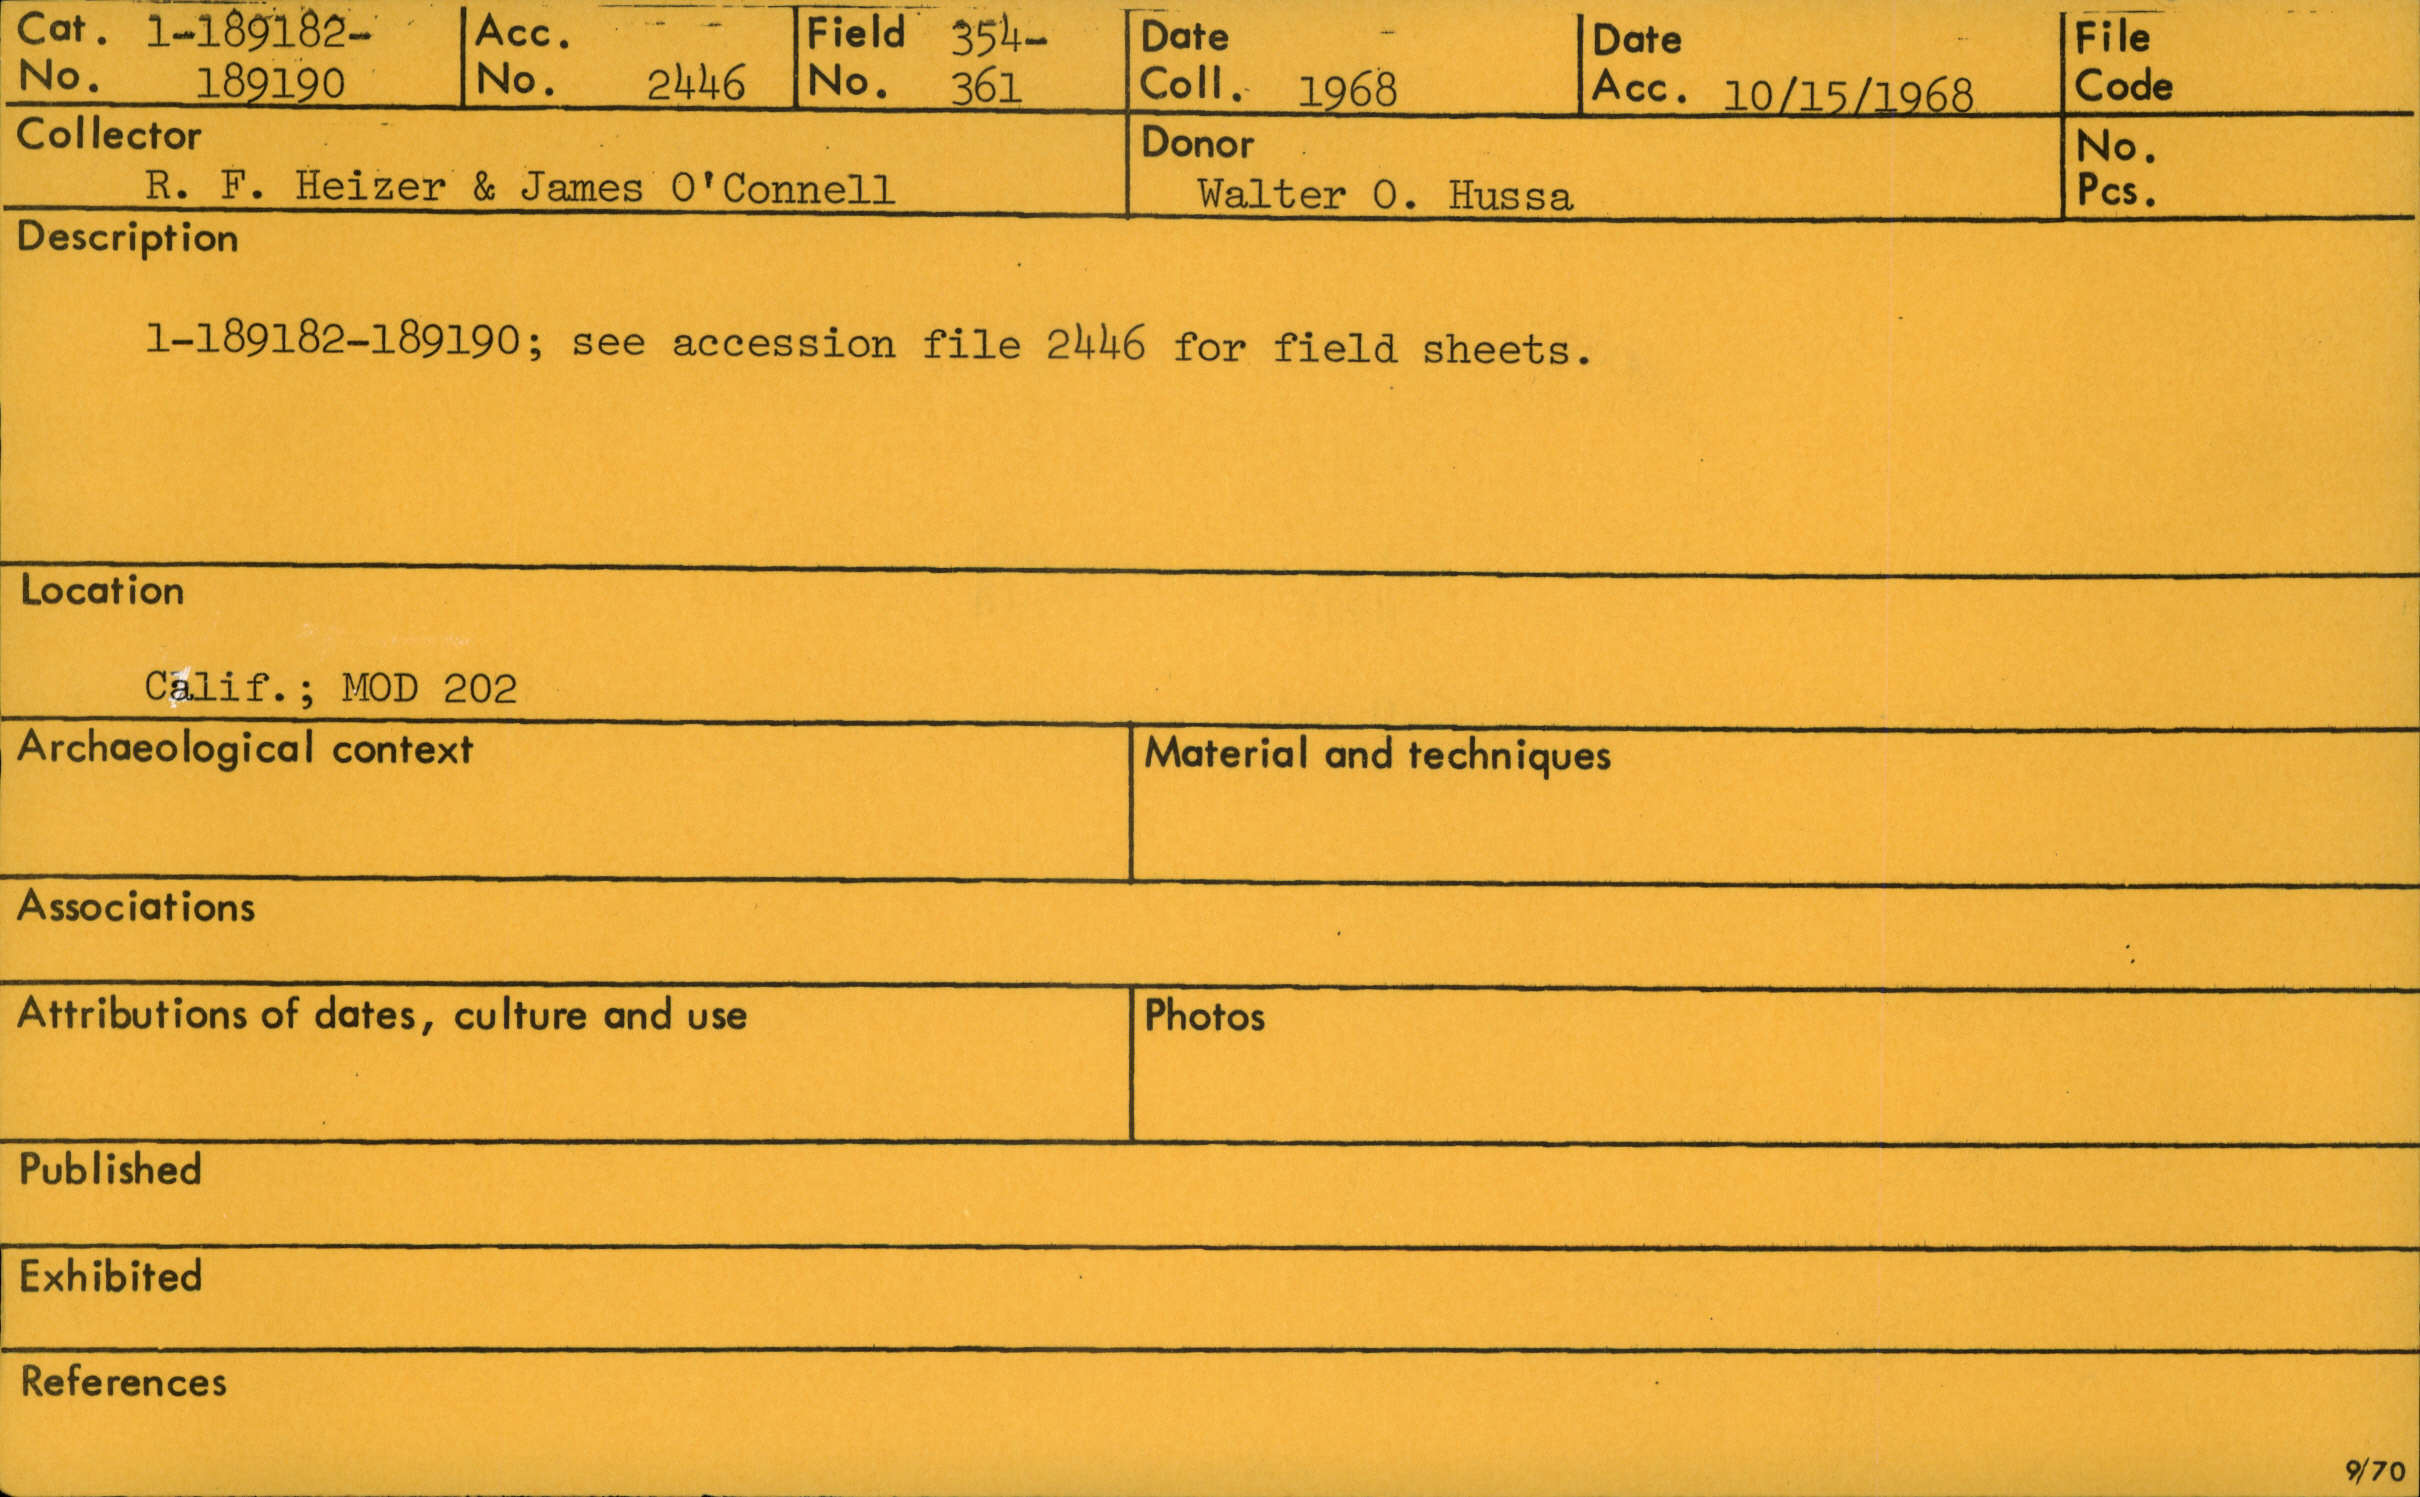 Cat. No. 1-189182-189190
Acc. No. 2446
Field No. 354-361
Date Coll. 1968
Date Acc. 10/15/1968
File Code
Collector
R. F. Heizer & James O'Connell
Donor
Walter O. Hussa
No. Pcs.
Description
1-189182-189190; see accession file 2446 for field sheets.
Location
Calif.; MOD 202
Archaeological context
Material and techniques
Associations
Attributions of dates, culture and use
Photos
Published
Exhibited
References
9/70